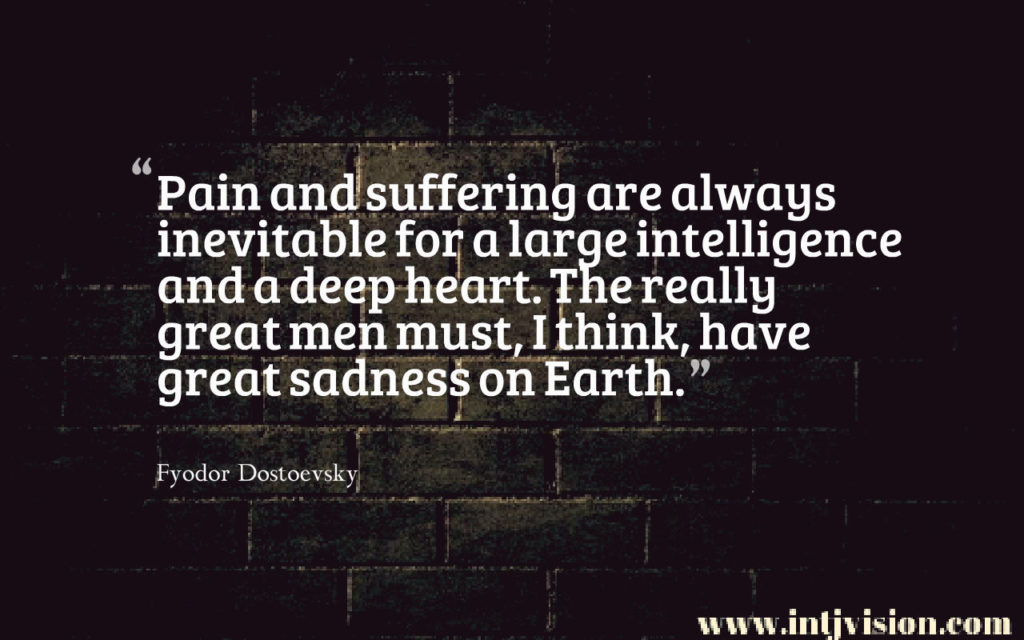 “Pain and suffering are always
inevitable for a large intelligence
and a deep heart. The really
great men must, I think, have
great sadness on Earth.”
Fyodor Dostoevsky
www.intjvision.com